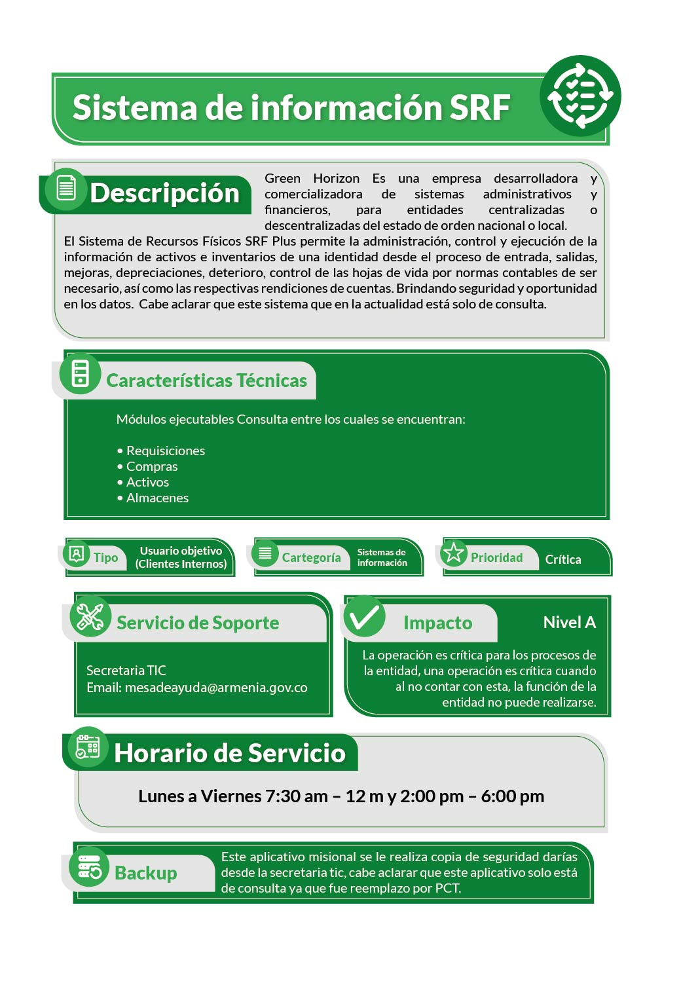 Sistema de información SRF
Descripción
Green Horizon Es una empresa desarrolladora y
comercializadora de sistemas administrativos y
financieros, para entidades centralizadas o
descentralizadas del estado de orden nacional o local.
El Sistema de Recursos Físicos SRF Plus permite la administración, control y ejecución de la
información de activos e inventarios de una identidad desde el proceso de entrada, salidas,
mejoras, depreciaciones, deterioro, control de las hojas de vida por normas contables de ser
necesario, así como las respectivas rendiciones de cuentas. Brindando seguridad y oportunidad
en los datos. Cabe aclarar que este sistema que en la actualidad está solo de consulta.
Características Técnicas
Módulos ejecutables Consulta entre los cuales se encuentran:
• Requisiciones
• Compras
• Activos
• Almacenes
Tipo
Usuario objetivo
(Clientes Internos)
Cartegoría
Sistemas de
información
Prioridad
Crítica
Servicio de Soporte
Secretaria TIC
Email: mesadeayuda@armenia.gov.co
Impacto
Nivel A
La operación es crítica para los procesos de
la entidad, una operación es crítica cuando
al no contar con esta, la función de la
entidad no puede realizarse.
Horario de Servicio
Lunes a Viernes 7:30 am – 12 m y 2:00 pm – 6:00 pm
Backup
Este aplicativo misional se le realiza copia de seguridad darías
desde la secretaria tic, cabe aclarar que este aplicativo solo está
de consulta ya que fue reemplazo por PCT.